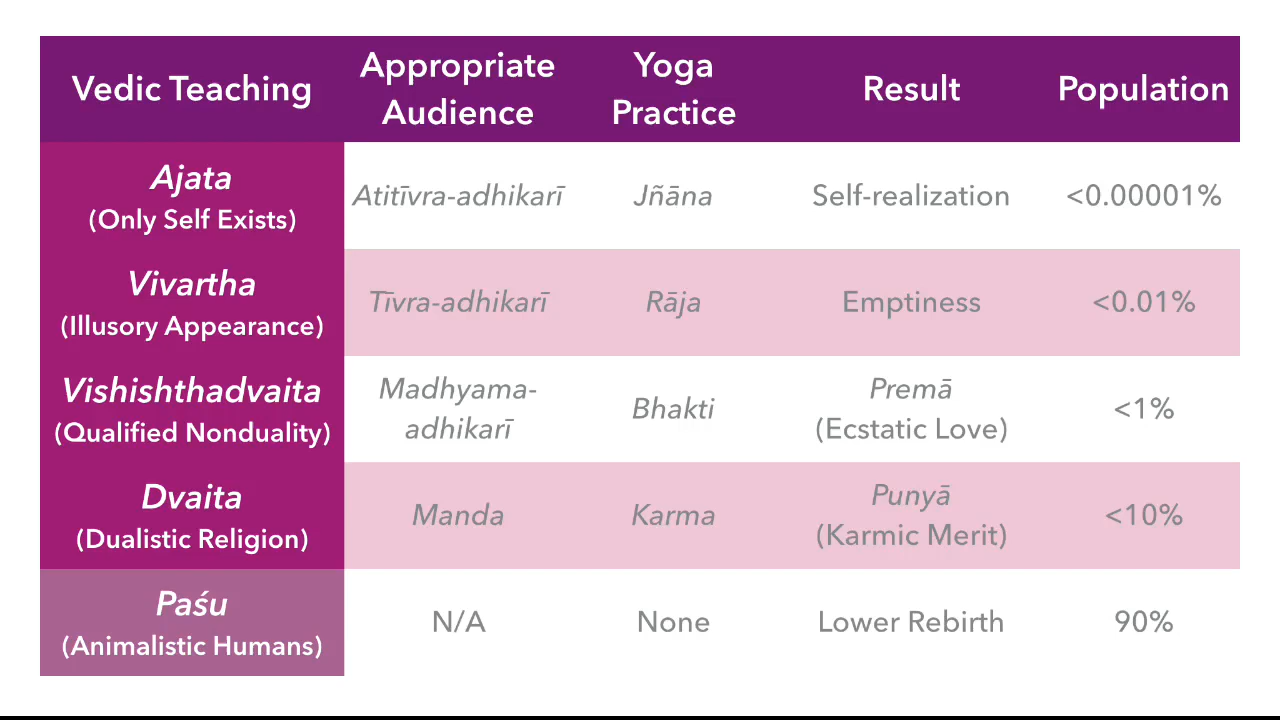 Vedic Teaching
Appropriate
Audience
Yoga
Practice
Result
Population
Ajata
(Only Self Exists)
Atitīvra-adhikarī
Jñāna
Self-realization
<0.00001%
Vivartha
(Illusory Appearance)
Tīvra-adhikarī
Rāja
Emptiness
<0.01%
Vishishthadvaita
(Qualified Nonduality)
Madhyama-
adhikarī
Bhakti
Premā
(Ecstatic Love)
<1%
Dvaita
(Dualistic Religion)
Manda
Karma
Punyā
(Karmic Merit)
<10%
Paśu
(Animalistic Humans)
N/A
None
Lower Rebirth
90%